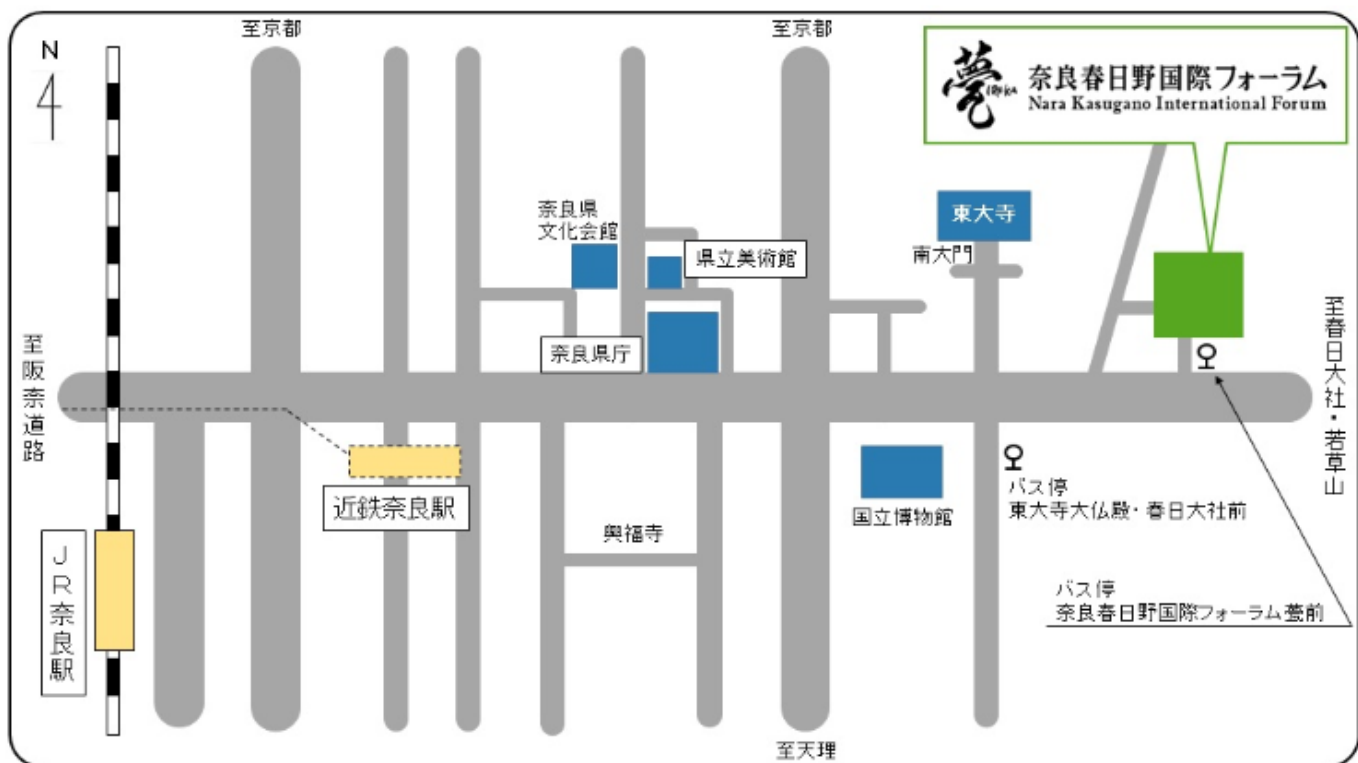 至京都
至京都
N
甍
IRAKA
奈良春日野国際フォーラム
Nara Kasugano International Forum
奈良県
文化会館
県立美術館
東大寺
南大門
奈良県庁
至阪奈道路
至春日大社・若草山
近鉄奈良駅
国立博物館
バス停
東大寺大仏殿・春日大社前
興福寺
JR奈良駅
バス停
奈良春日野国際フォーラム甍前
至天理